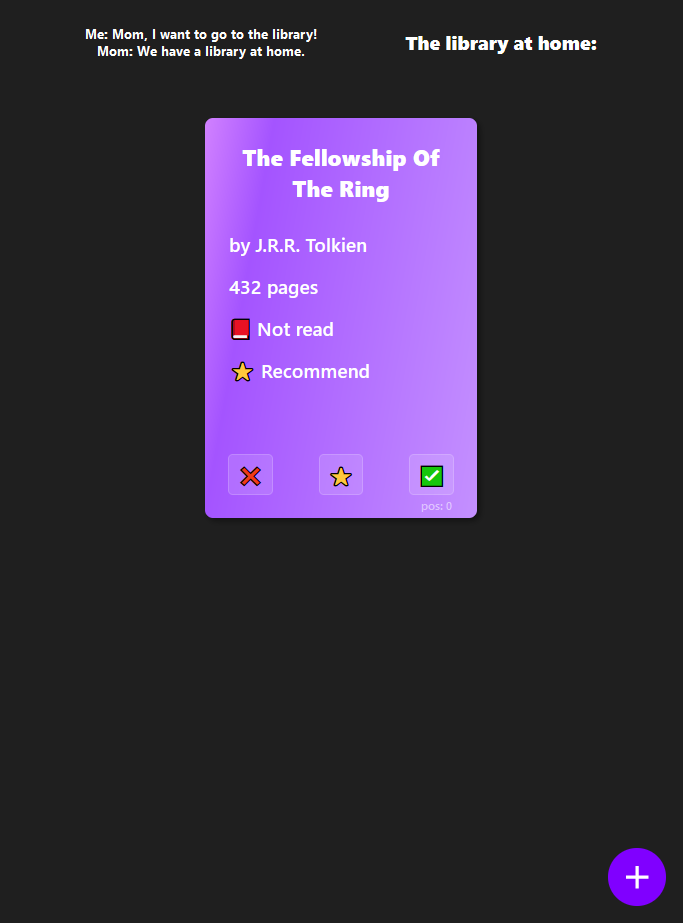 Me: Mom, I want to go to the library!
Mom: We have a library at home.
The library at home:
The Fellowship Of
The Ring
by J.R.R. Tolkien
432 pages
Not read
Recommend
pos: 0